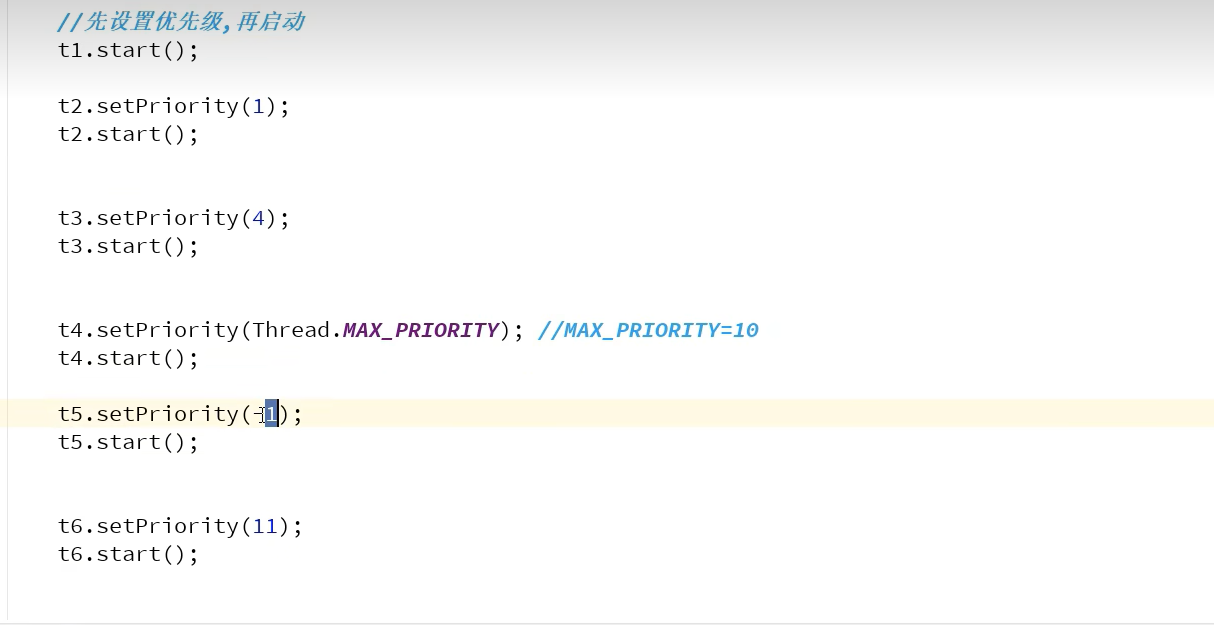 //先设置优先级,再启动
t1.start();
t2.setPriority(1);
t2.start();
t3.setPriority(4);
t3.start();
t4.setPriority(Thread.MAX_PRIORITY); //MAX_PRIORITY=10
t4.start();
t5.setPriority(-1);
t5.start();
t6.setPriority(11);
t6.start();